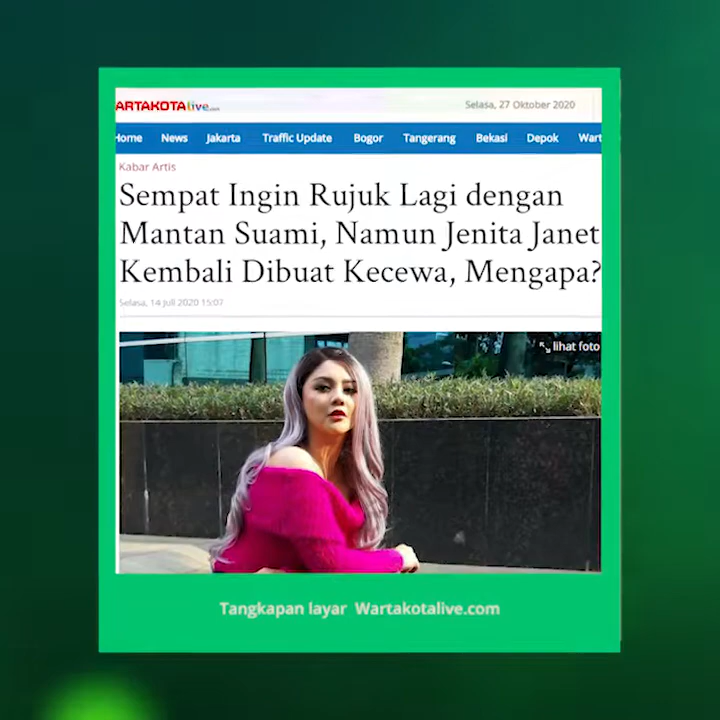 ARTAKOTAlive.com
Selasa, 27 Oktober 2020
Home News Jakarta Traffic Update Bogor Tangerang Bekasi Depok Wart
Kabar Artis
Sempat Ingin Rujuk Lagi dengan
Mantan Suami, Namun Jenita Janet
Kembali Dibuat Kecewa, Mengapa?
Selasa, 14 Juli 2020 15:07
lihat foto
Tangkapan layar Wartakotalive.com